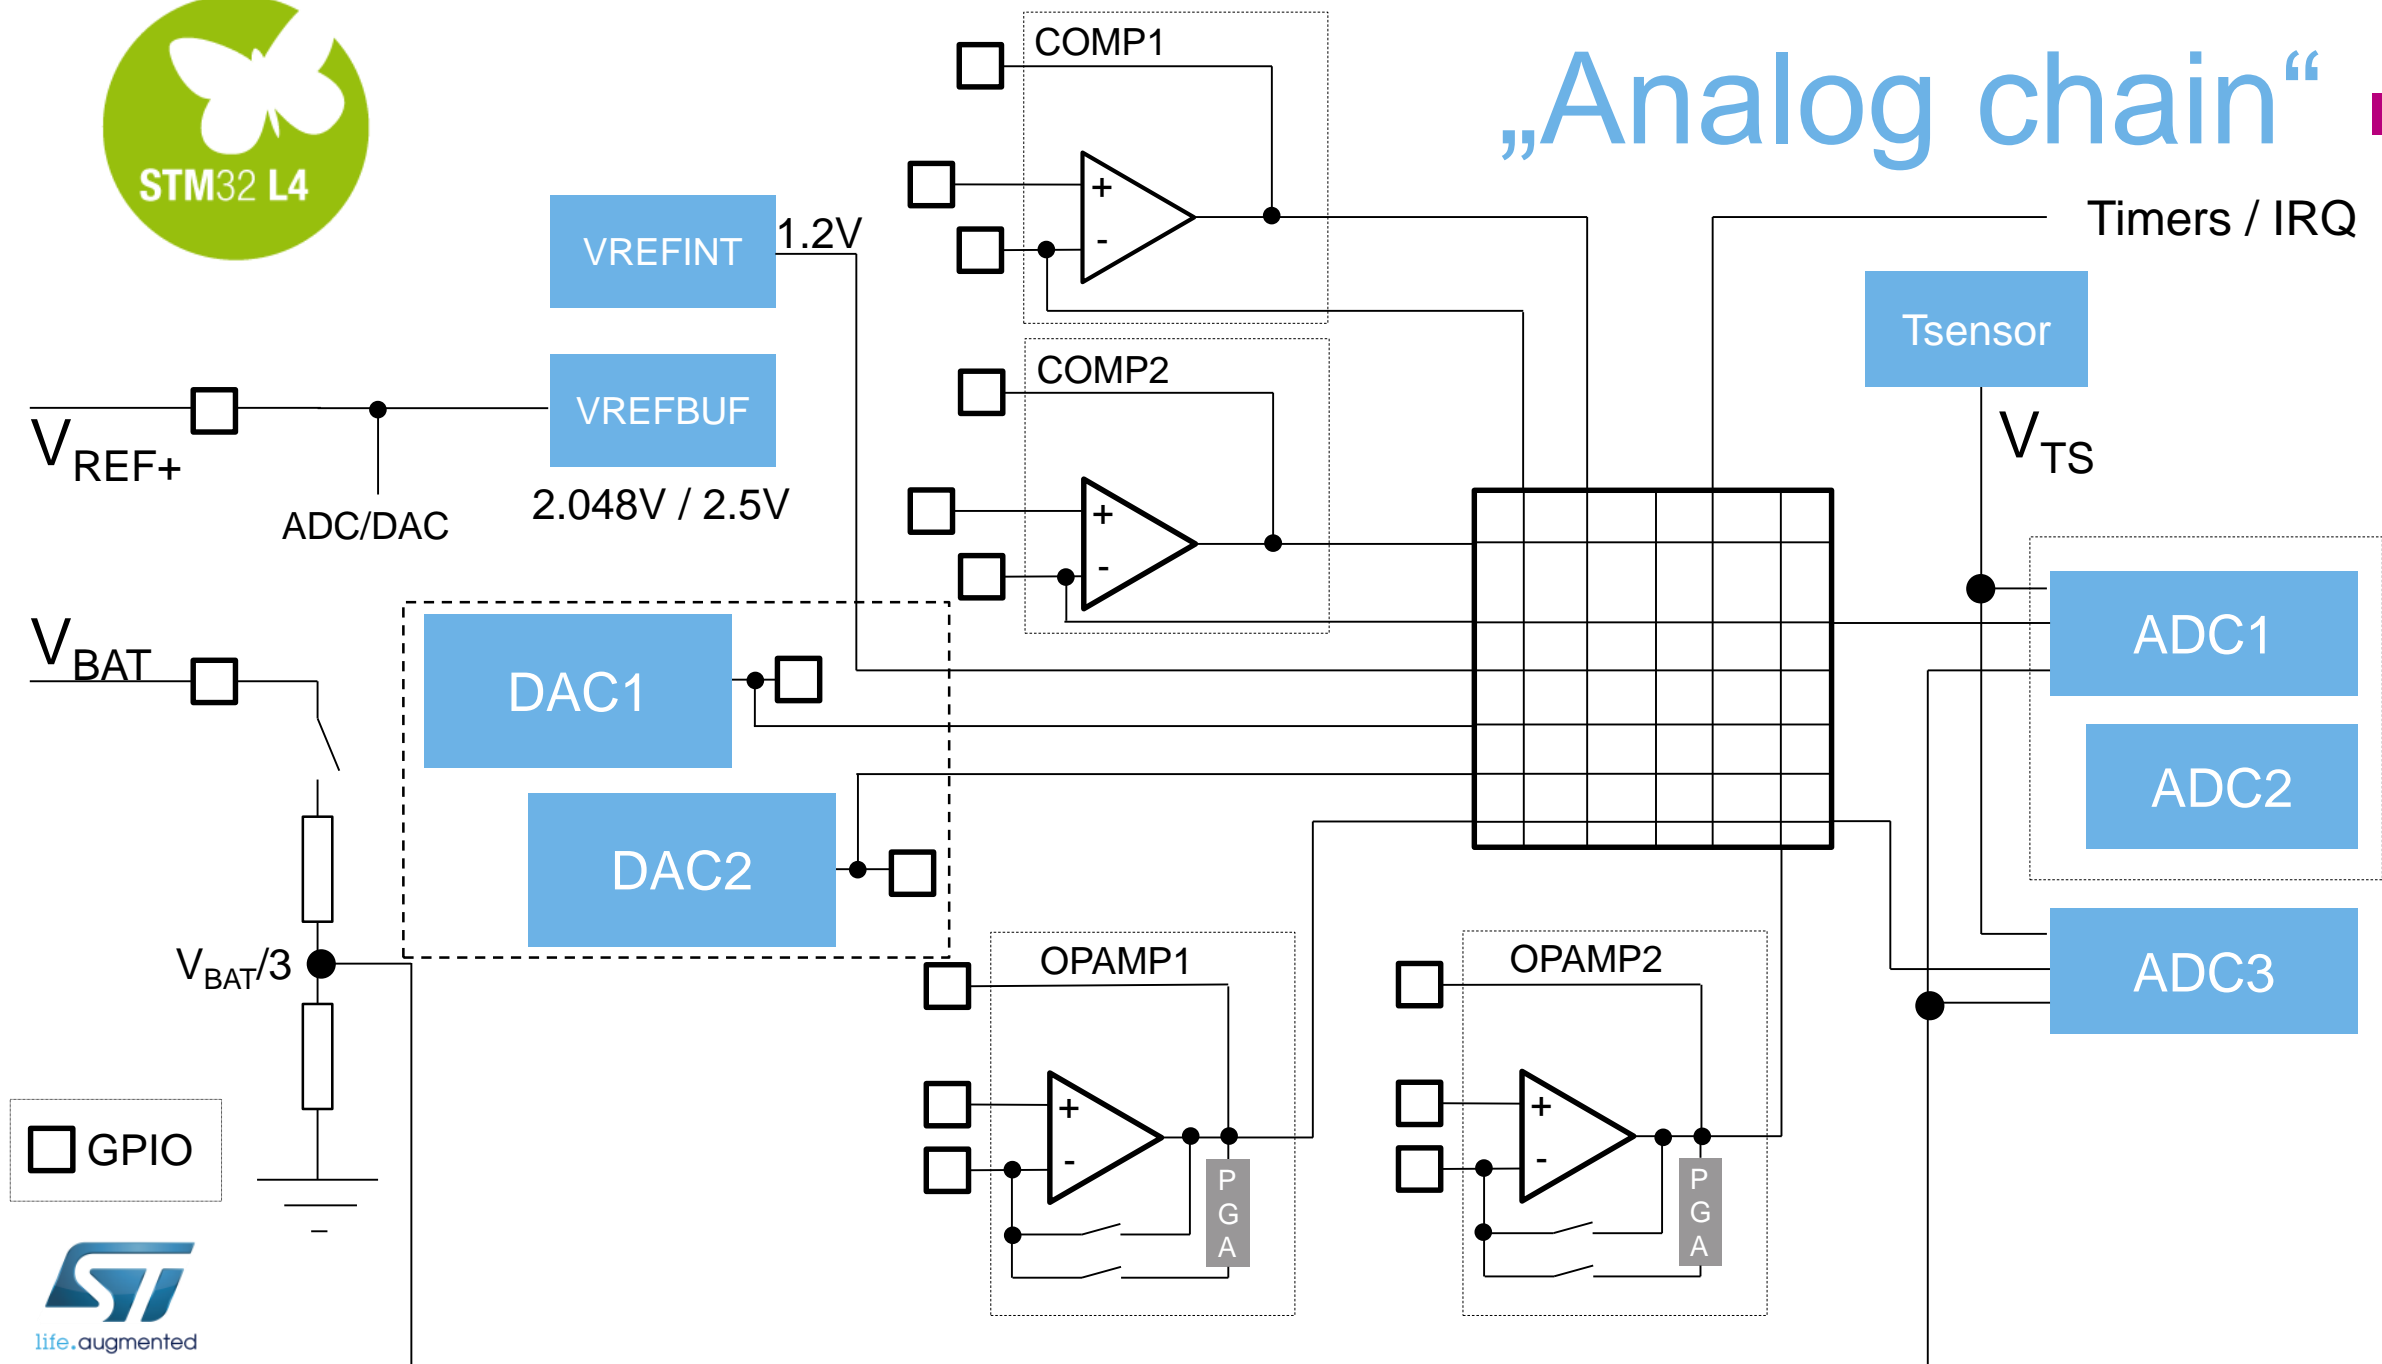 „Analog chain“
STM32 L4
COMP1
+
-
Timers / IRQ
VREFINT
1.2V
Tsensor
COMP2
+
-
VREFBUF
VREF+
VTS
2.048V / 2.5V
ADC/DAC
VBAT
DAC1
ADC1
ADC2
DAC2
VBAT/3
OPAMP1
+
-
PGA
OPAMP2
+
-
PGA
ADC3
GPIO
ST
life.augmented